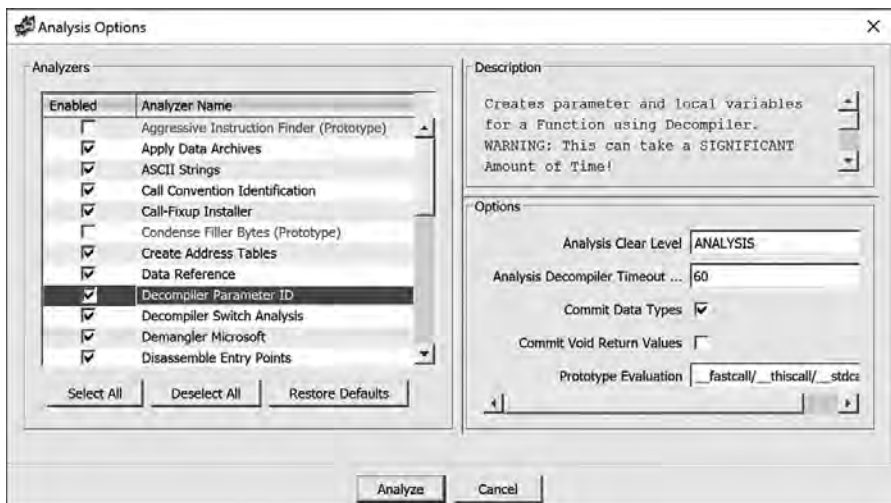 Analysis Options
Analyzers
Enabled Analyzer Name
Aggressive Instruction Finder (Prototype)
Apply Data Archives
ASCII Strings
Call Convention Identification
Call-Fixup Installer
Condense Filler Bytes (Prototype)
Create Address Tables
Data Reference
Decompiler Parameter ID
Decompiler Switch Analysis
Demangler Microsoft
Disassemble Entry Points
Select All Deselect All Restore Defaults
Description
Creates parameter and local variables
for a Function using Decompiler.
WARNING: This can take a SIGNIFICANT
Amount of Time!
Options
Analysis Clear Level ANALYSIS
Analysis Decompiler Timeout ... 60
Commit Data Types
Commit Void Return Values
Prototype Evaluation __fastcall/__thiscall/__stdca
Analyze Cancel